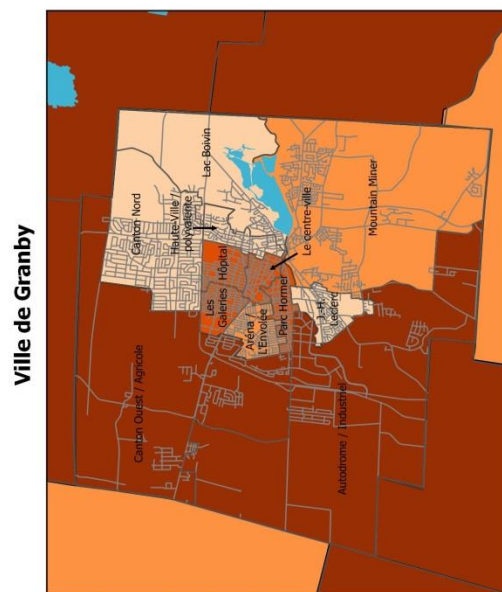 Ville de Granby
Canton Nord
Haute-Ville /
polyvalente
Lac Boivin
Canton Ouest / Agricole
Les
Galeries
Hôpital
Le centre-ville
Mountain Miner
Aréna /
L'Envolée
Parc Horner
J.-H.
Leclerc
Autodrome / Industriel